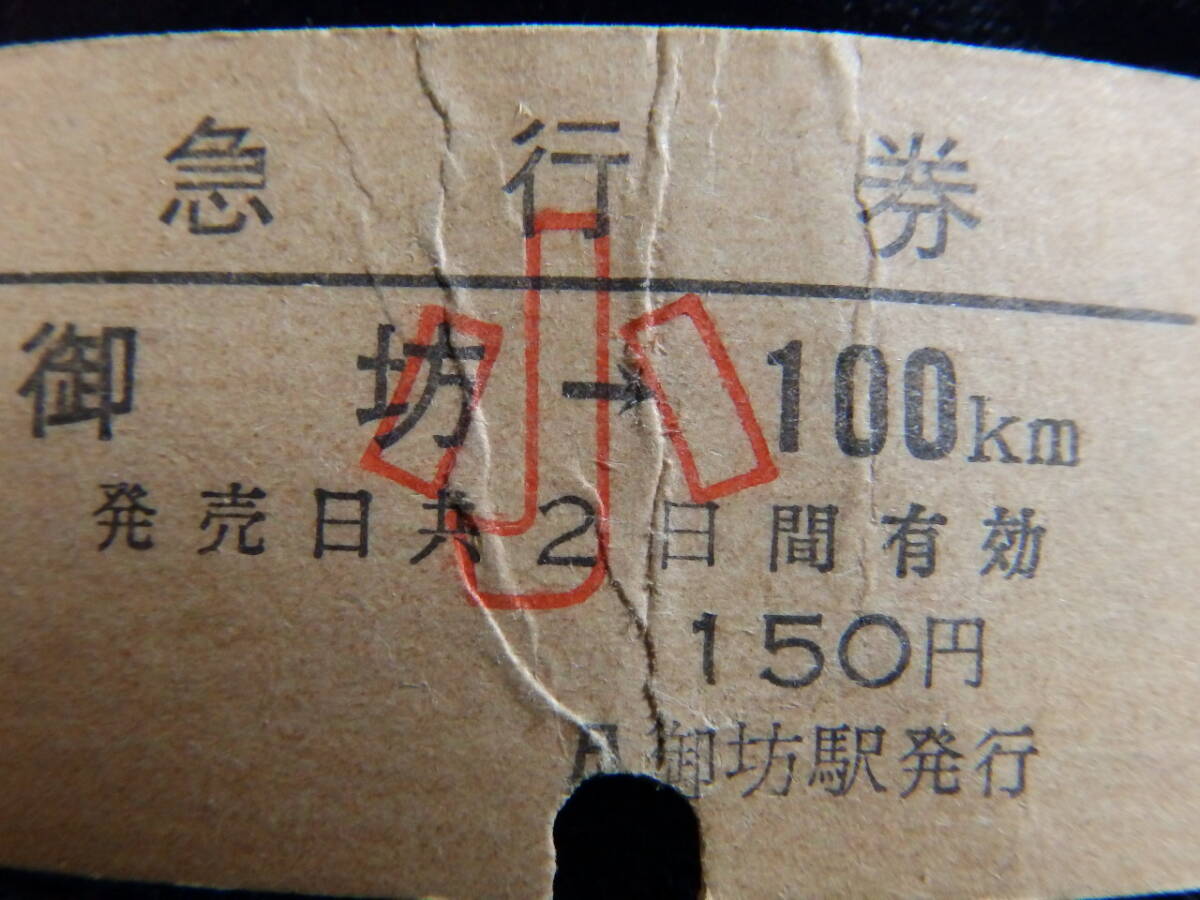 急行券
小
御坊→100km
発売日共2日間有効
150円
御坊駅発行